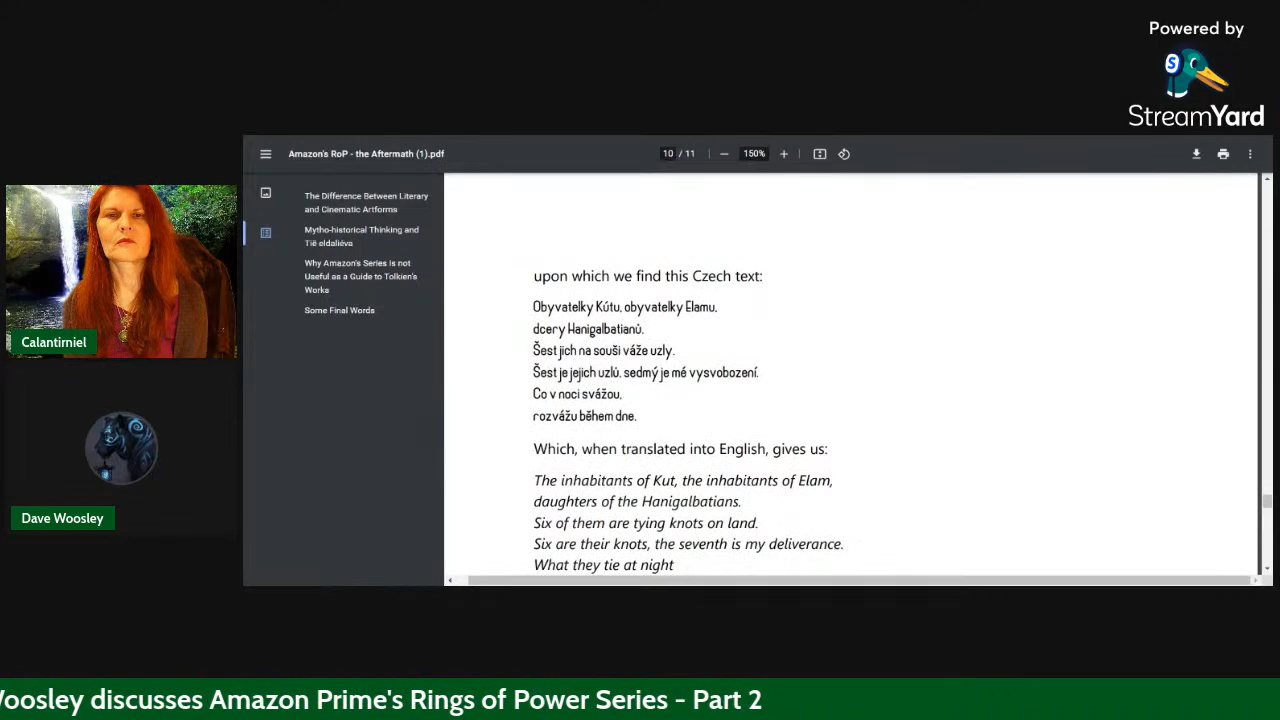 Powered by
StreamYard
Amazon's RoP - the Aftermath (1).pdf
10 / 11
150%
The Difference Between Literary
and Cinematic Artforms
Mytho-historical Thinking and
Tië eldaliéva
Why Amazon's Series is not
Useful as a Guide to Tolkien's
Works
Some Final Words
upon which we find this Czech text:
Obyvatelky Kútu, obyvatelky Elamu,
dcery Hanigalbatianů.
Šest jich na souši váže uzly.
Šest je jejich uzlů, sedmý je mé vysvobození.
Co v noci svážou,
rozvážu během dne.
Which, when translated into English, gives us:
The inhabitants of Kut, the inhabitants of Elam,
daughters of the Hanigalbatians.
Six of them are tying knots on land.
Six are their knots, the seventh is my deliverance.
What they tie at night
Calantirniel
Dave Woosley
Woosley discusses Amazon Prime's Rings of Power Series - Part 2